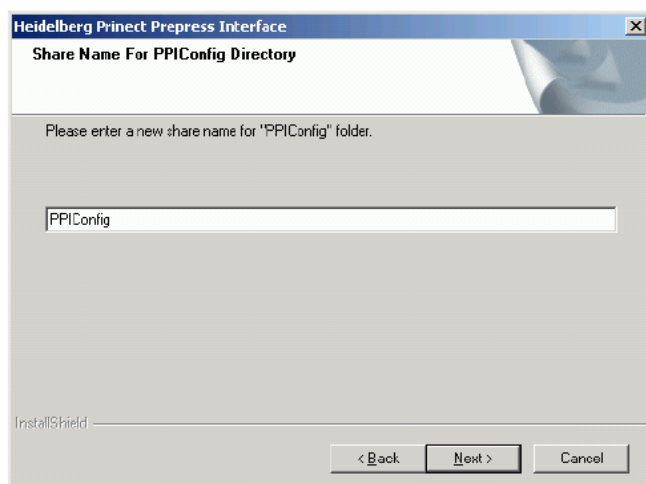 Heidelberg Prinect Prepress Interface
Share Name For PPIConfig Directory
Please enter a new share name for "PPIConfig" folder.
PPIConfig
InstallShield
< Back Next > Cancel